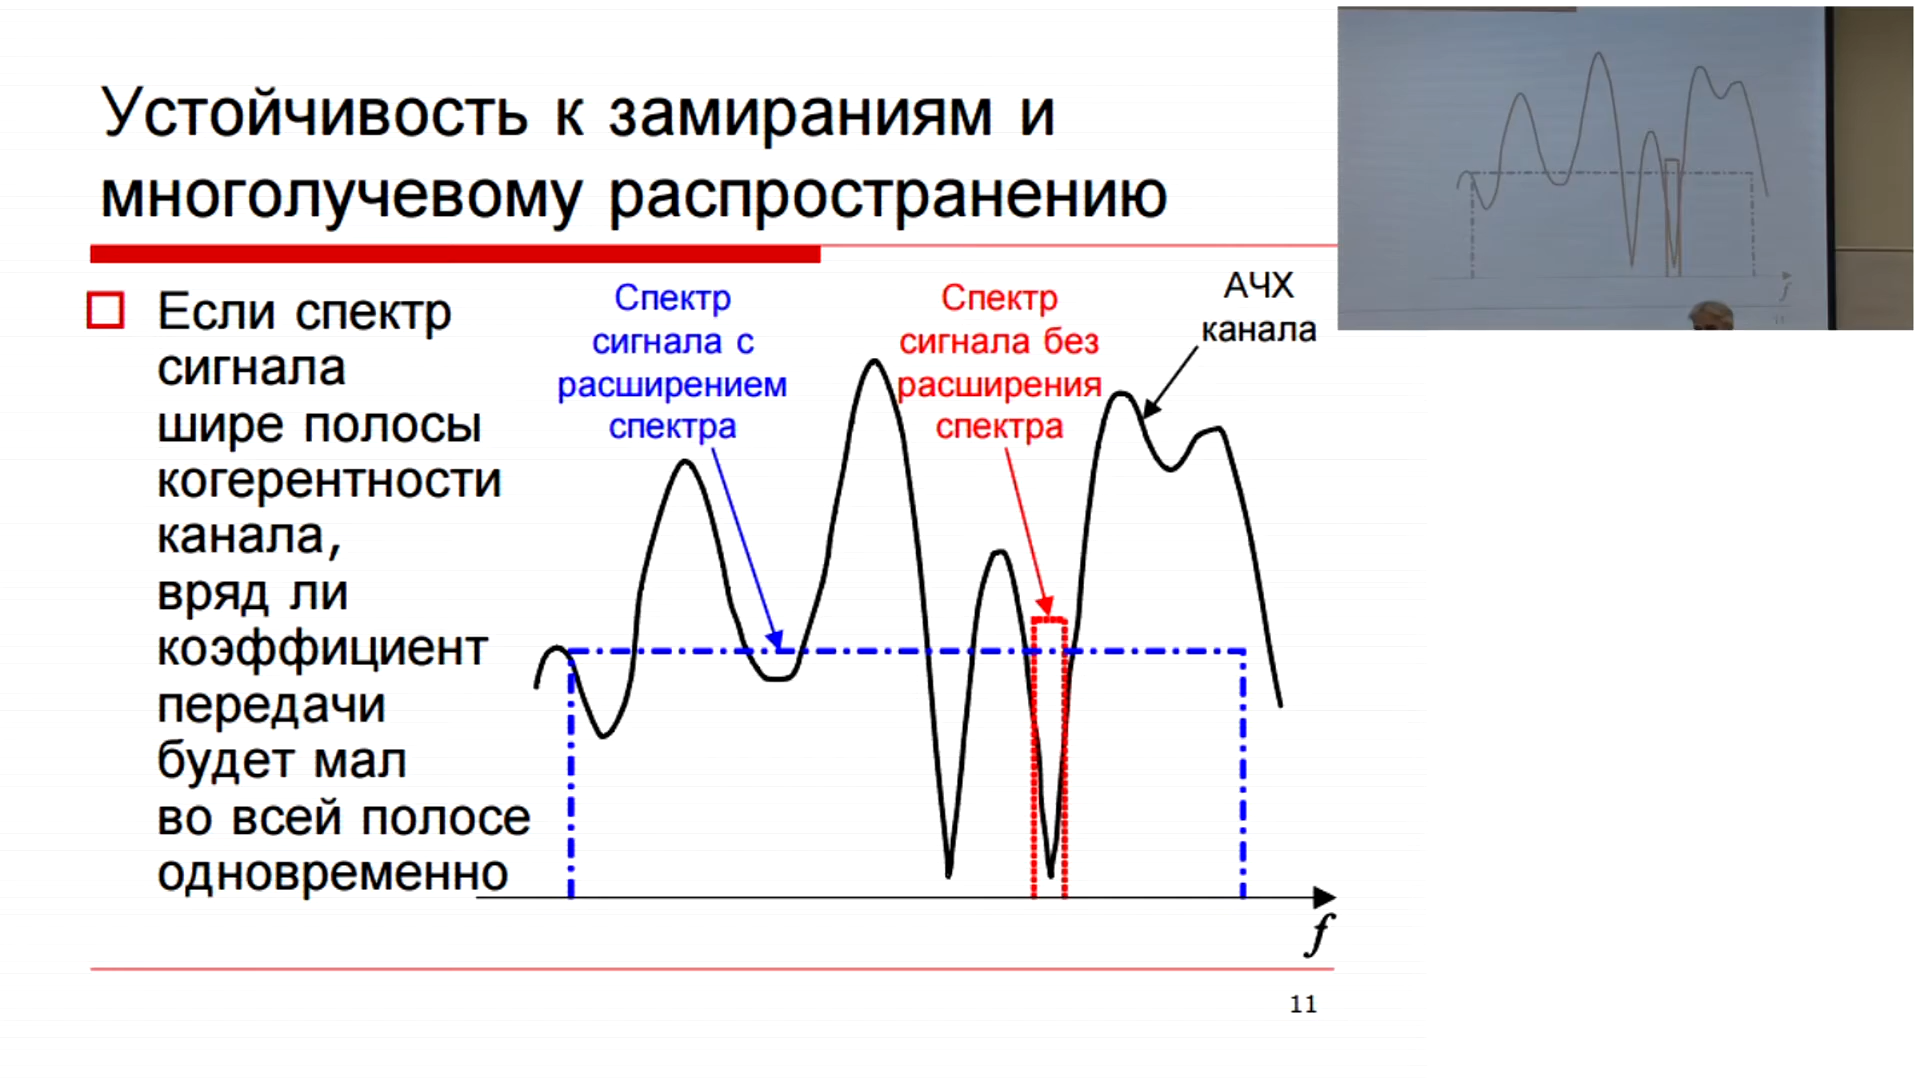 Устойчивость к замираниям и
многолучевому распространению
Если спектр
сигнала
шире полосы
когерентности
канала,
вряд ли
коэффициент
передачи
будет мал
во всей полосе
одновременно
Спектр
сигнала с
расширением
спектра
Спектр
сигнала без
расширения
спектра
АЧХ
канала
f
11
f
11